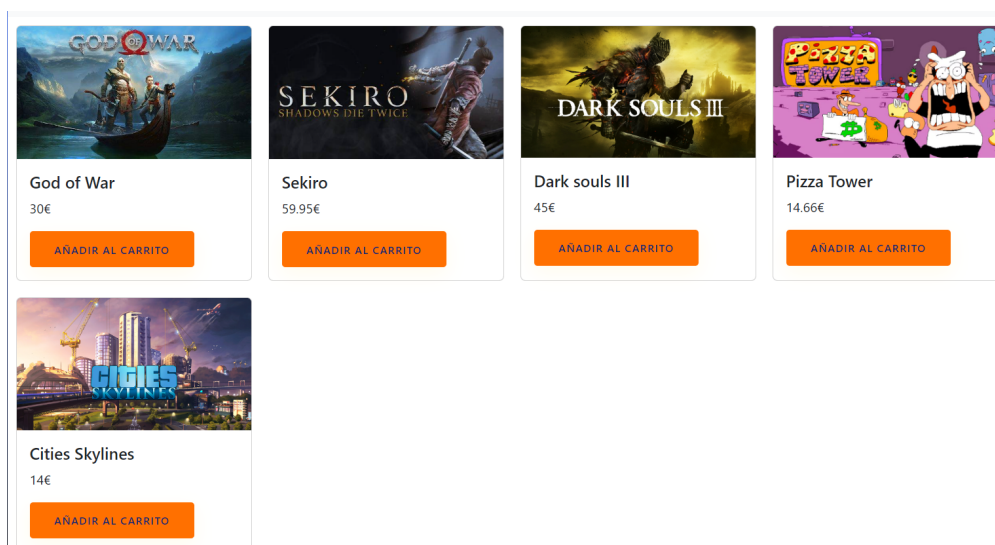 GOD OF WAR
SEKIRO
SHADOWS DIE TWICE
DARK SOULS III
PIZZA
TOWER
God of War
30€
AÑADIR AL CARRITO
Sekiro
59.95€
AÑADIR AL CARRITO
Dark souls III
45€
AÑADIR AL CARRITO
Pizza Tower
14.66€
AÑADIR AL CARRITO
CITIES
SKYLINES
Cities Skylines
14€
AÑADIR AL CARRITO